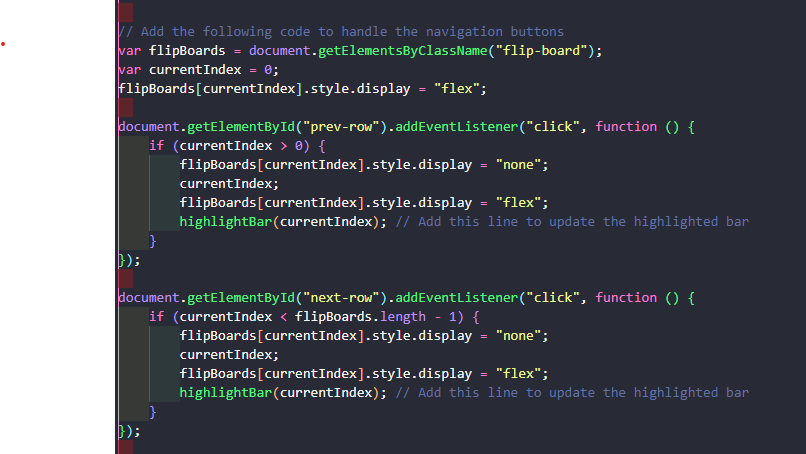 // Add the following code to handle the navigation buttons
var flipBoards = document.getElementsByClassName("flip-board");
var currentIndex = 0;
flipBoards[currentIndex].style.display = "flex";
document.getElementById("prev-row").addEventListener("click", function () {
if (currentIndex > 0) {
flipBoards[currentIndex].style.display = "none";
currentIndex;
flipBoards[currentIndex].style.display = "flex";
highlightBar(currentIndex); // Add this line to update the highlighted bar
}
});
document.getElementById("next-row").addEventListener("click", function () {
if (currentIndex < flipBoards.length - 1) {
flipBoards[currentIndex].style.display = "none";
currentIndex;
flipBoards[currentIndex].style.display = "flex";
highlightBar(currentIndex); // Add this line to update the highlighted bar
}
});